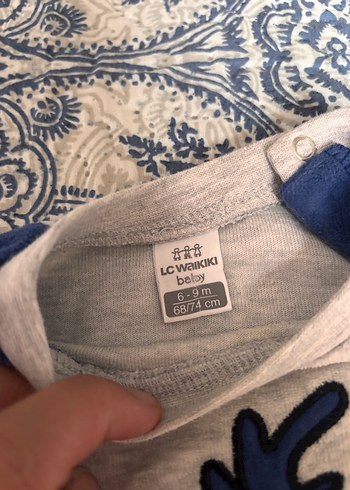 LC WAIKIKI
baby
6 - 9 m
68/74 cm